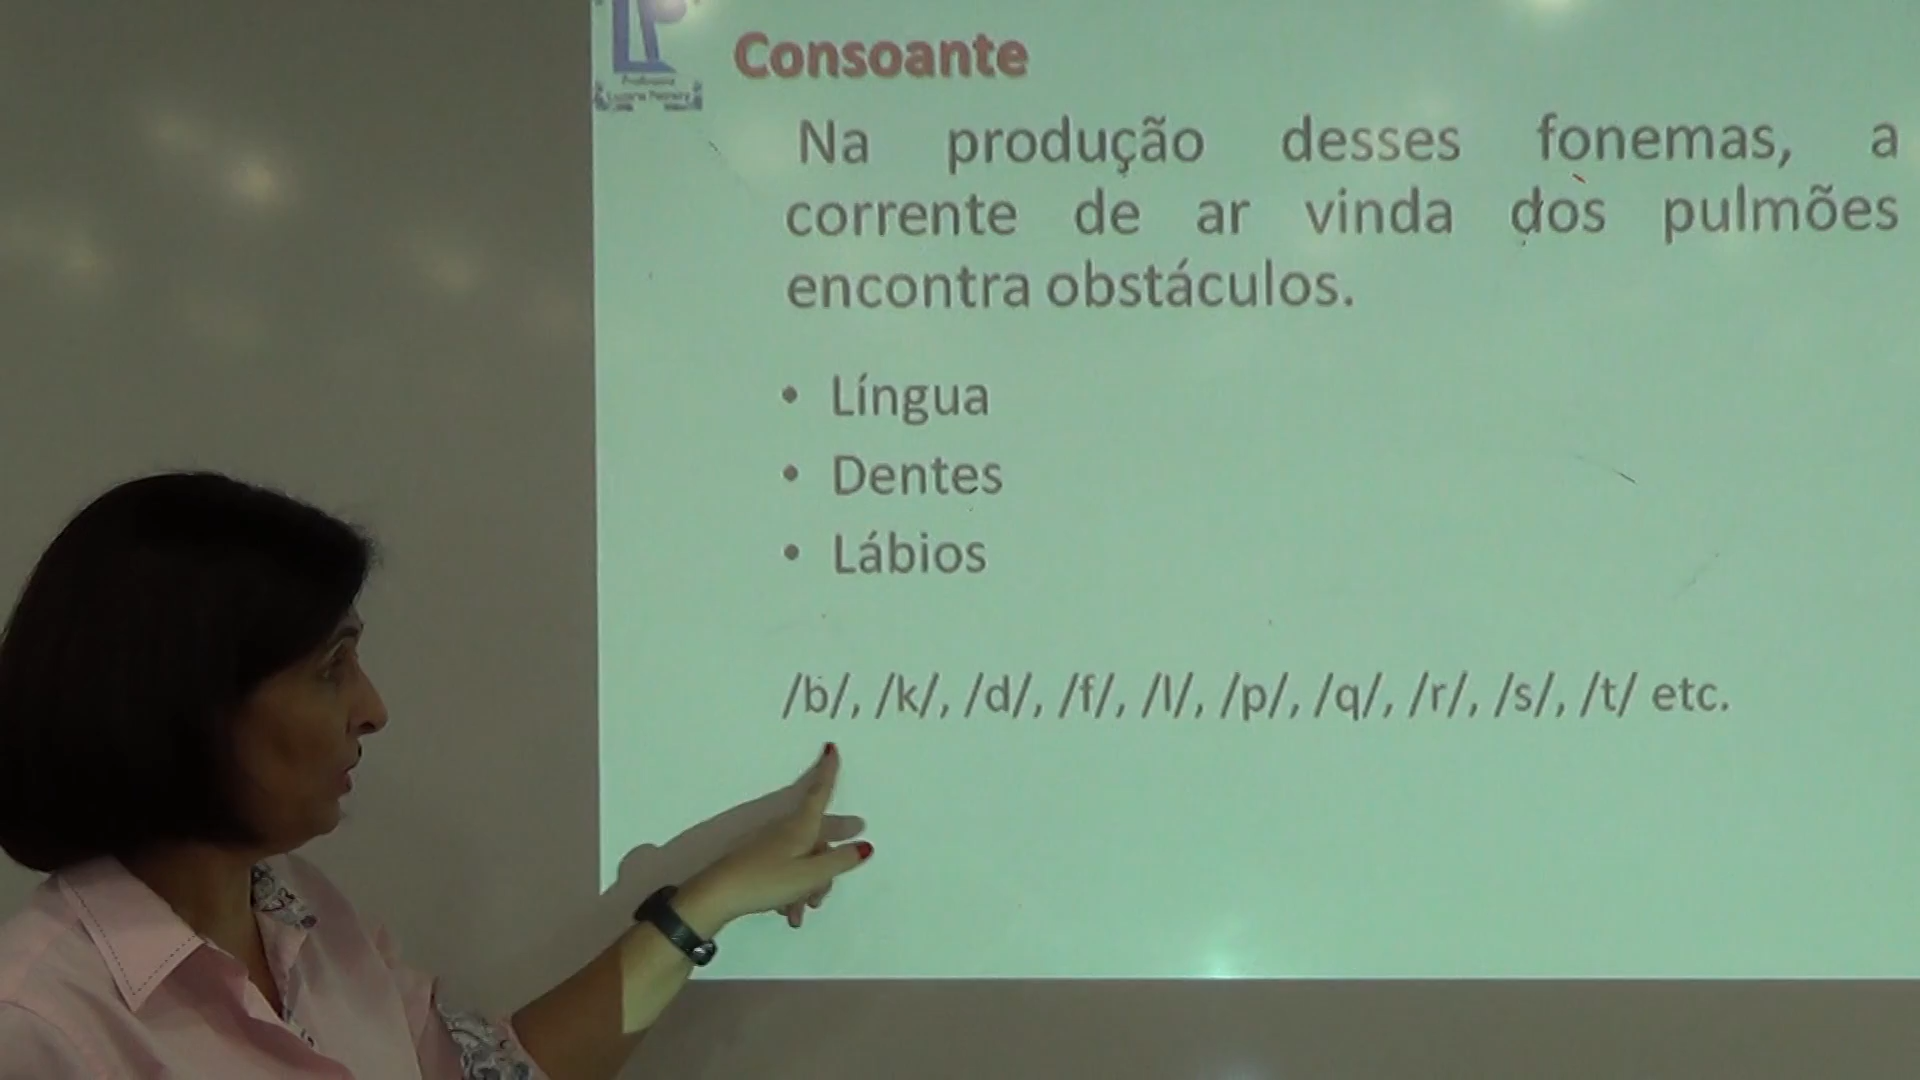 Consoante
Na produção desses fonemas, a
corrente de ar vinda dos pulmões
encontra obstáculos.
• Língua
• Dentes
• Lábios
/b/, /k/, /d/, /f/, /l/, /p/, /q/, /r/, /s/, /t/ etc.